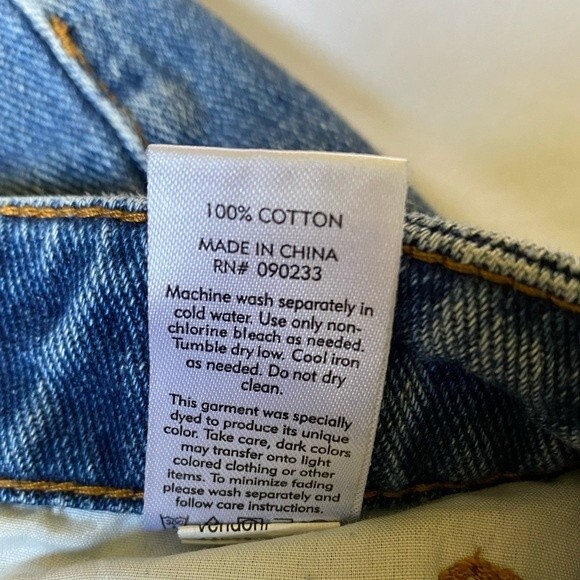 100% COTTON
MADE IN CHINA
RN# 090233
Machine wash separately in
cold water. Use only non-
chlorine bleach as needed.
Tumble dry low. Cool iron
as needed. Do not dry
clean.
This garment was specially
dyed to produce its unique
color. Take care, dark colors
may transfer onto light
colored clothing or other
items. To minimize fading
please wash separately and
follow care instructions.